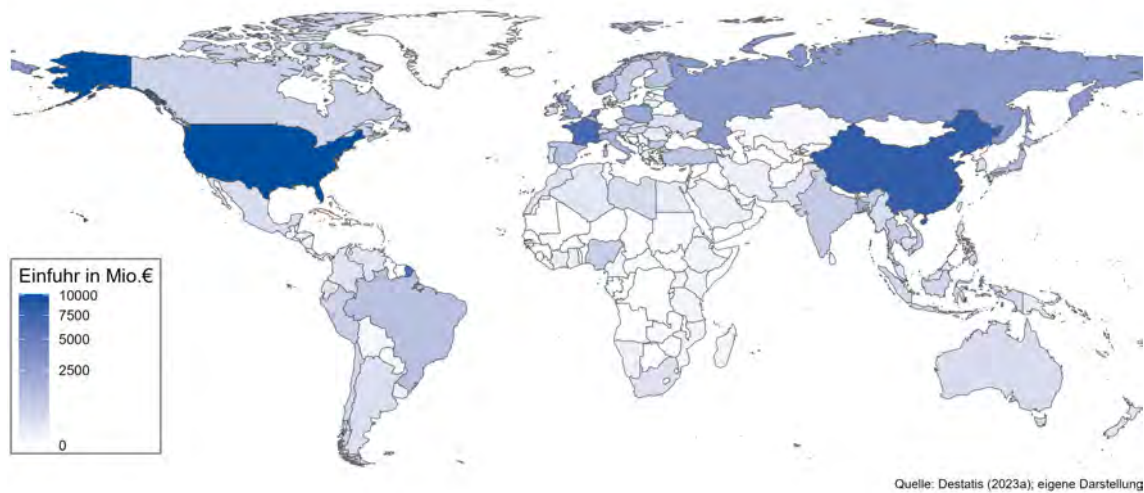 Einfuhr in Mio.€
10000
7500
5000
2500
0
Quelle: Destatis (2023a); eigene Darstellung